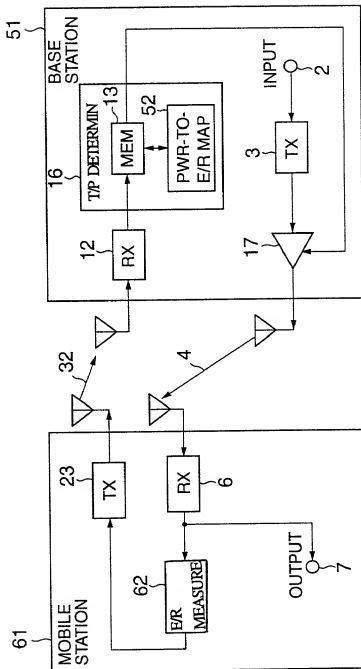 51
BASE
STATION
16
T/P DETERMIN
13
MEM
52
PWR-TO-
E/R MAP
INPUT
2
3
TX
12
RX
17
32
4
61
MOBILE
STATION
23
TX
RX
6
62
E/R
MEASURE
OUTPUT
7